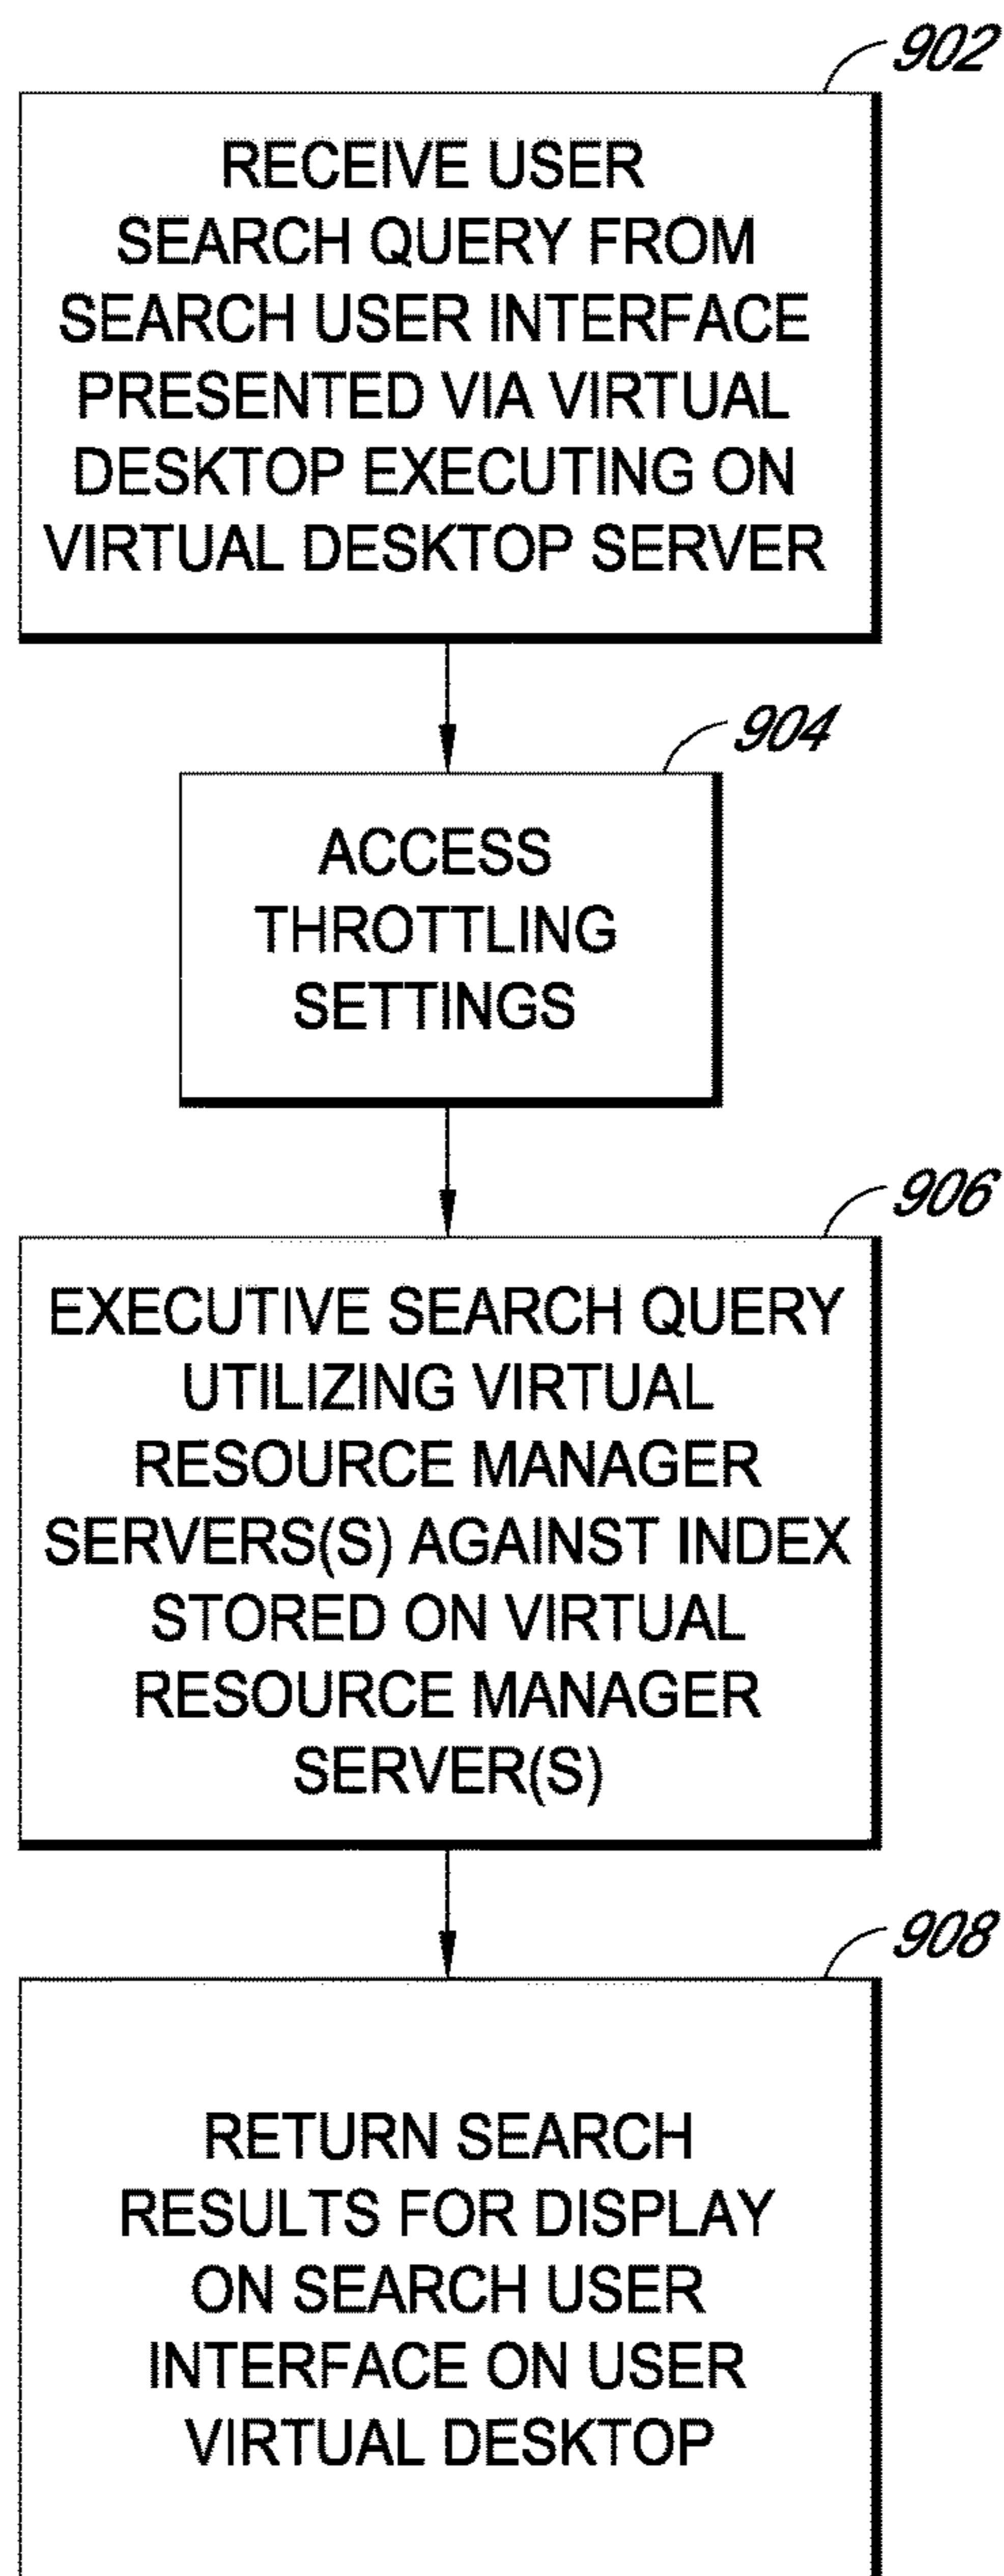 902
RECEIVE USER
SEARCH QUERY FROM
SEARCH USER INTERFACE
PRESENTED VIA VIRTUAL
DESKTOP EXECUTING ON
VIRTUAL DESKTOP SERVER
904
ACCESS
THROTTLING
SETTINGS
906
EXECUTIVE SEARCH QUERY
UTILIZING VIRTUAL
RESOURCE MANAGER
SERVERS(S) AGAINST INDEX
STORED ON VIRTUAL
RESOURCE MANAGER
SERVER(S)
908
RETURN SEARCH
RESULTS FOR DISPLAY
ON SEARCH USER
INTERFACE ON USER
VIRTUAL DESKTOP